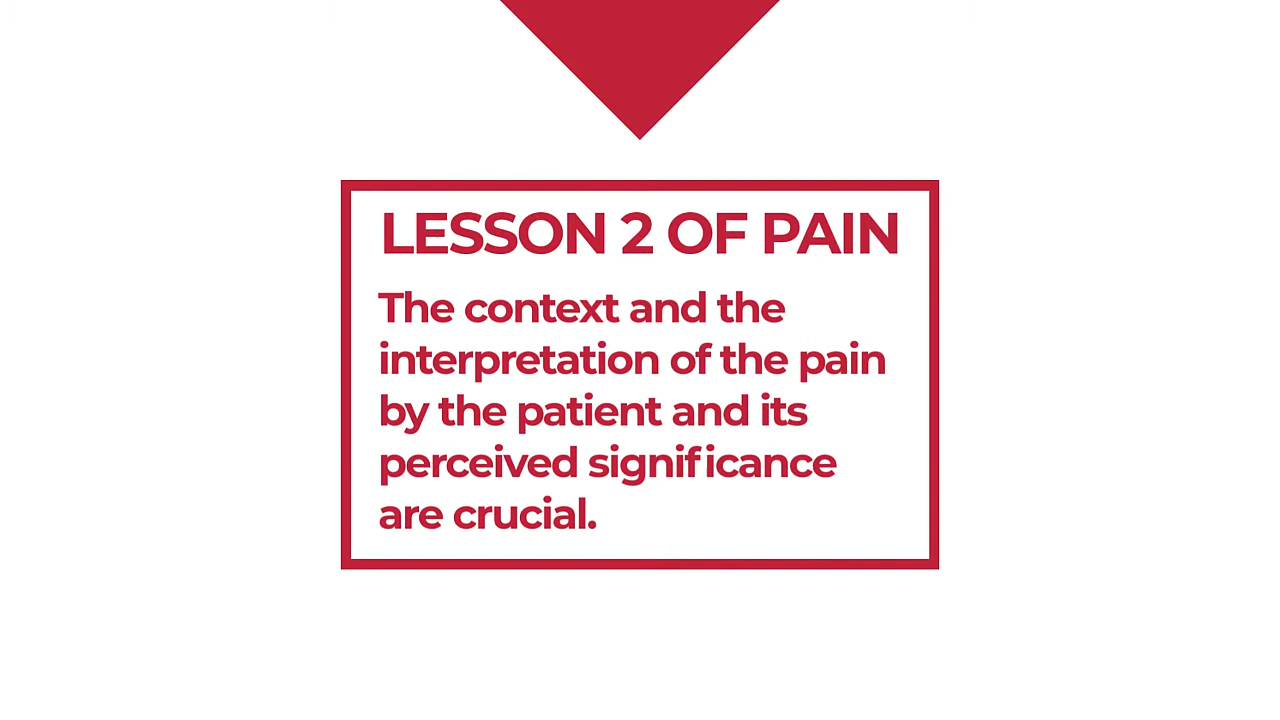 LESSON 2 OF PAIN
The context and the
interpretation of the pain
by the patient and its
perceived significance
are crucial.